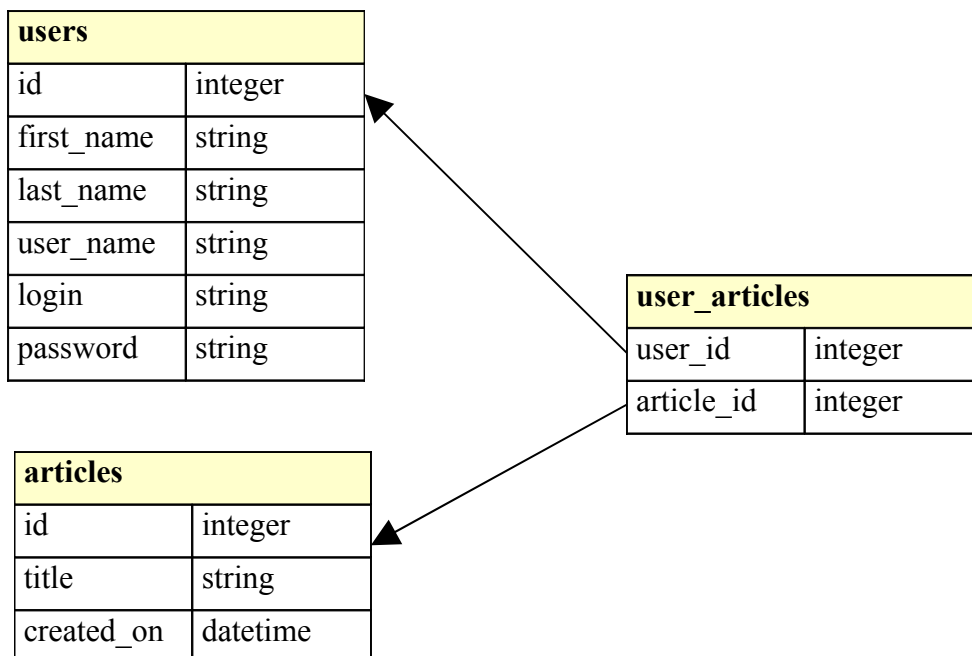 users
id integer
first_name string
last_name string
user_name string
login string
password string
user_articles
user_id integer
article_id integer
articles
id integer
title string
created_on datetime